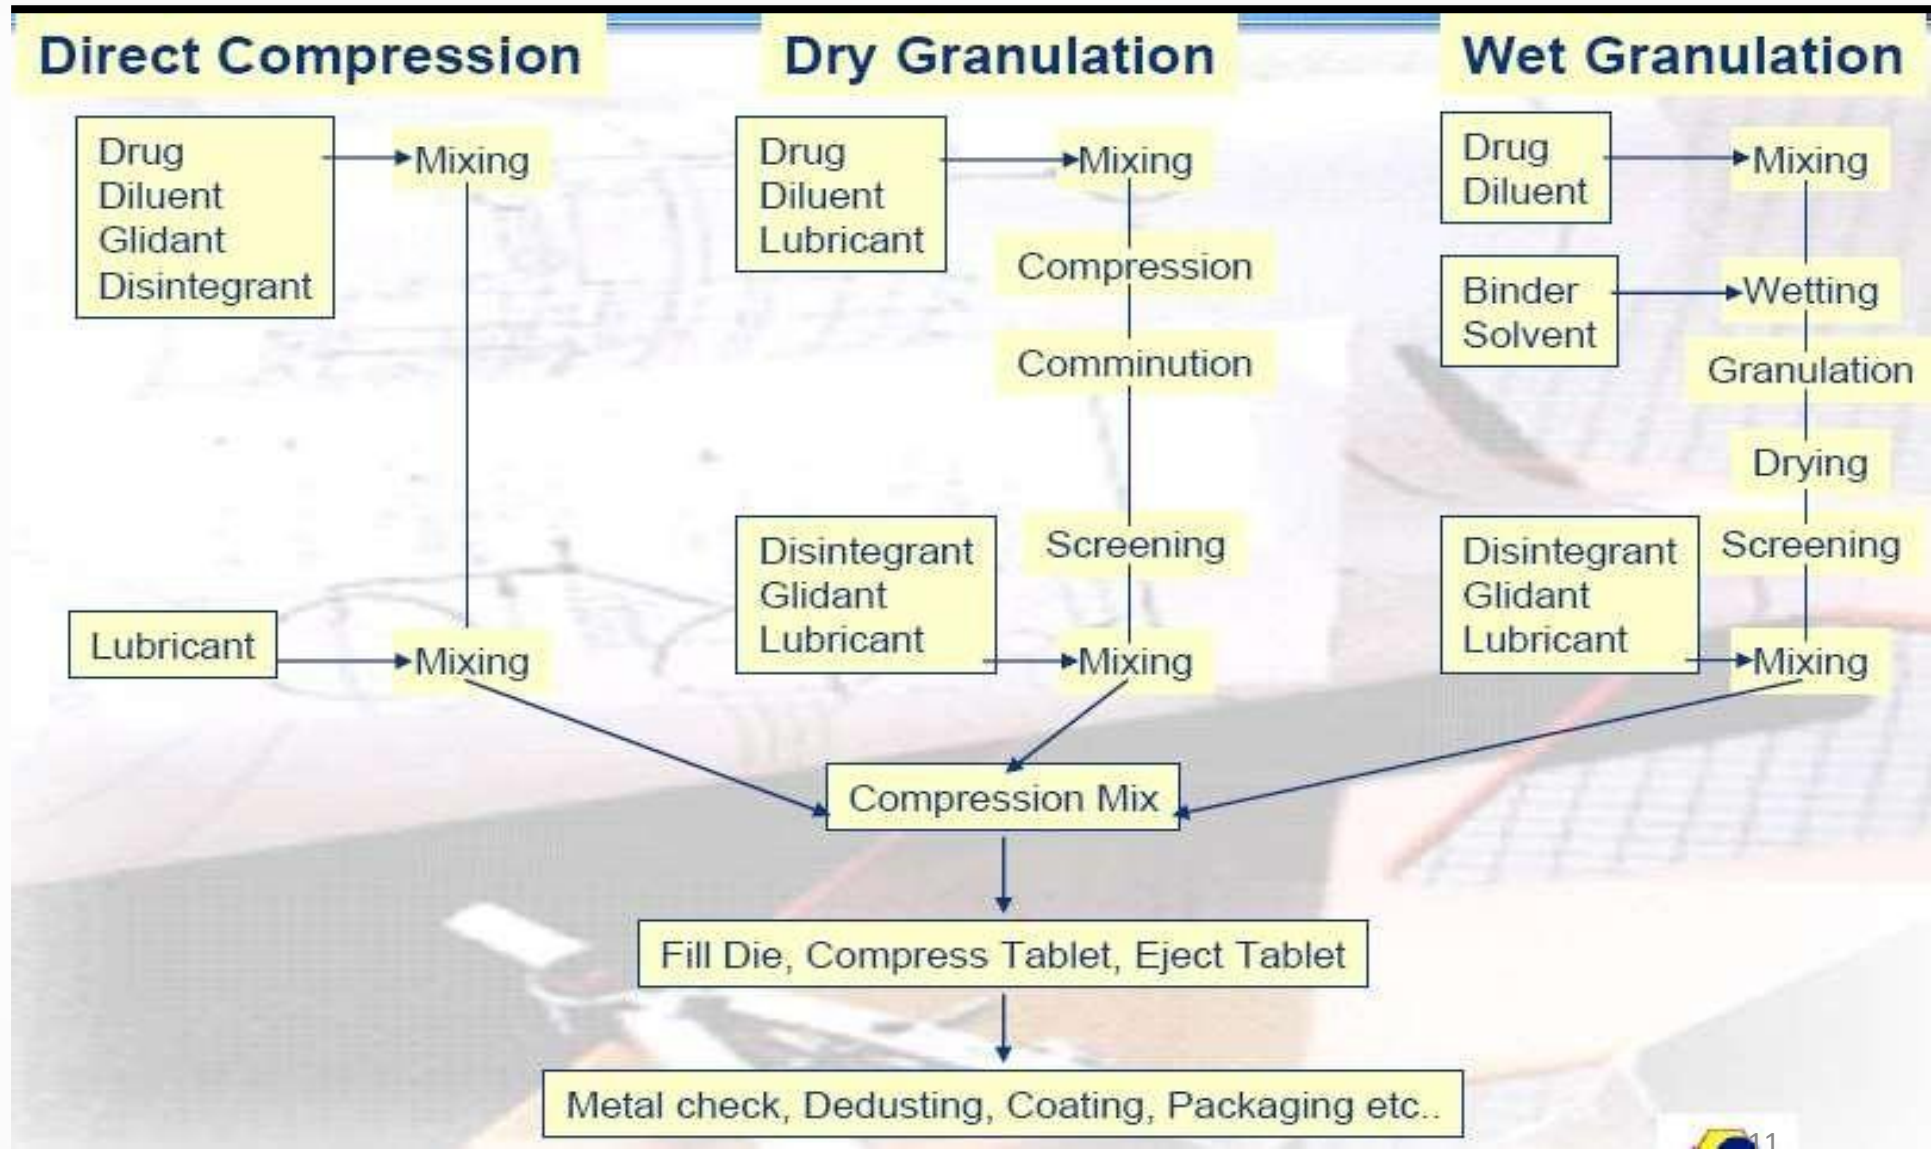 Direct Compression
Drug
Diluent
Glidant
Disintegrant
Mixing
Lubricant
Mixing
Dry Granulation
Drug
Diluent
Lubricant
Mixing
Compression
Comminution
Screening
Disintegrant
Glidant
Lubricant
Mixing
Wet Granulation
Drug
Diluent
Mixing
Binder
Solvent
Wetting
Granulation
Drying
Screening
Disintegrant
Glidant
Lubricant
Mixing
Compression Mix
Fill Die, Compress Tablet, Eject Tablet
Metal check, Dedusting, Coating, Packaging etc..
11